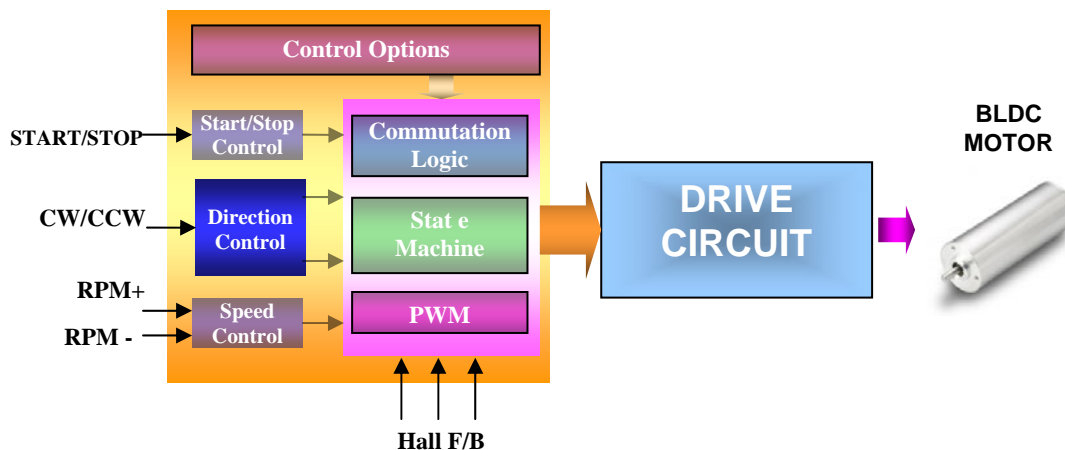 Control Options
START/STOP
Start/Stop
Control
Commutation
Logic
CW/CCW
Direction
Control
Stat e
Machine
RPM+
RPM -
Speed
Control
PWM
Hall F/B
DRIVE
CIRCUIT
BLDC
MOTOR